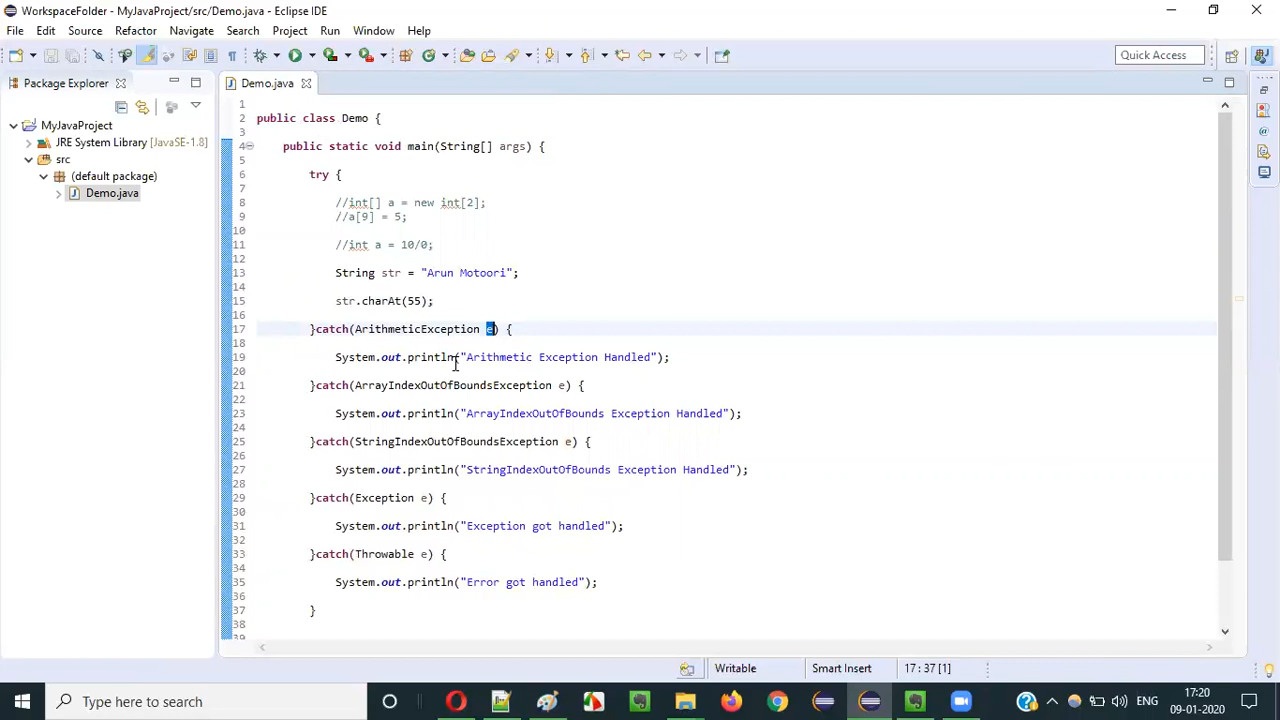 WorkspaceFolder - MyJavaProject/src/Demo.java - Eclipse IDE
File Edit Source Refactor Navigate Search Project Run Window Help
Quick Access
Package Explorer
Demo.java
MyJavaProject
JRE System Library [JavaSE-1.8]
src
(default package)
Demo.java
1
2 public class Demo {
3
4 public static void main(String[] args) {
5
6 try {
7
8 //int[] a = new int[2];
9 //a[9] = 5;
10
11 //int a = 10/0;
12
13 String str = "Arun Motoori";
14
15 str.charAt(55);
16
17 }catch(ArithmeticException e) {
18
19 System.out.println("Arithmetic Exception Handled");
20
21 }catch(ArrayIndexOutOfBoundsException e) {
22
23 System.out.println("ArrayIndexOutOfBounds Exception Handled");
24
25 }catch(StringIndexOutOfBoundsException e) {
26
27 System.out.println("StringIndexOutOfBounds Exception Handled");
28
29 }catch(Exception e) {
30
31 System.out.println("Exception got handled");
32
33 }catch(Throwable e) {
34
35 System.out.println("Error got handled");
36
37 }
38
39
Writable Smart Insert 17 : 37 [1]
Type here to search
ENG
17:20
09-01-2020